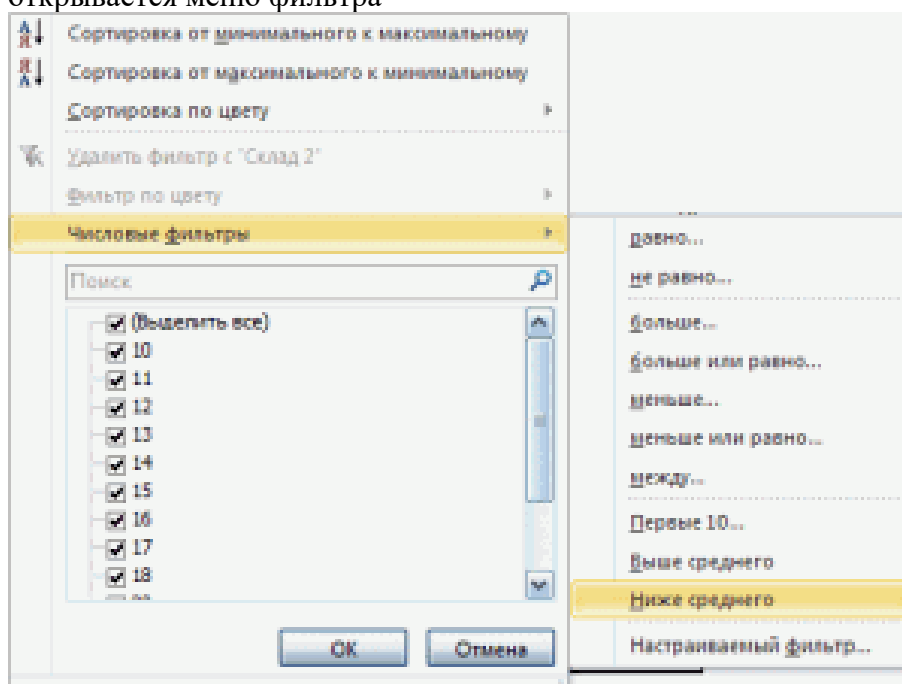 открывается меню фильтра
Сортировка от минимального к максимальному
Сортировка от максимального к минимальному
Сортировка по цвету
Удалить фильтр с "Склад 2"
Фильтр по цвету
Числовые фильтры
Поиск
(Выделить все)
10
11
12
13
14
15
16
17
18
ОК
Отмена
равно...
не равно...
больше...
больше или равно...
меньше...
меньше или равно...
между...
Первые 10...
Выше среднего
Ниже среднего
Настраиваемый фильтр...